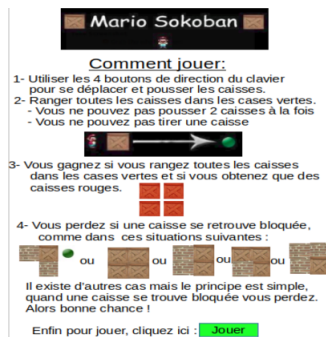 Mario Sokoban
Comment jouer:
1- Utiliser les 4 boutons de direction du clavier
pour se déplacer et pousser les caisses.
2- Ranger toutes les caisses dans les cases vertes.
- Vous ne pouvez pas pousser 2 caisses à la fois
- Vous ne pouvez pas tirer une caisse
3- Vous gagnez si vous rangez toutes les caisses
dans les cases vertes et si vous obtenez que des
caisses rouges.
4- Vous perdez si une caisse se retrouve bloquée,
comme dans ces situations suivantes :
ou ou ou ou
Il existe d'autres cas mais le principe est simple,
quand une caisse se trouve bloquée vous perdez.
Alors bonne chance !
Enfin pour jouer, cliquez ici : Jouer